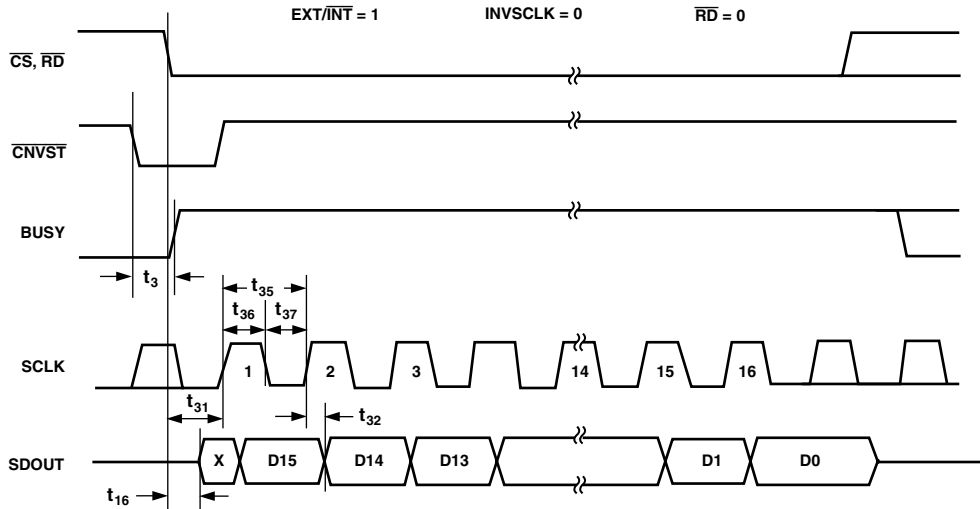 EXT/INT = 1 INVSCLK = 0 RD = 0
CS, RD
CNVST
BUSY
t3
t35
t36 t37
SCLK 1 2 3 14 15 16
t31
t32
SDOUT X D15 D14 D13 D1 D0
t16